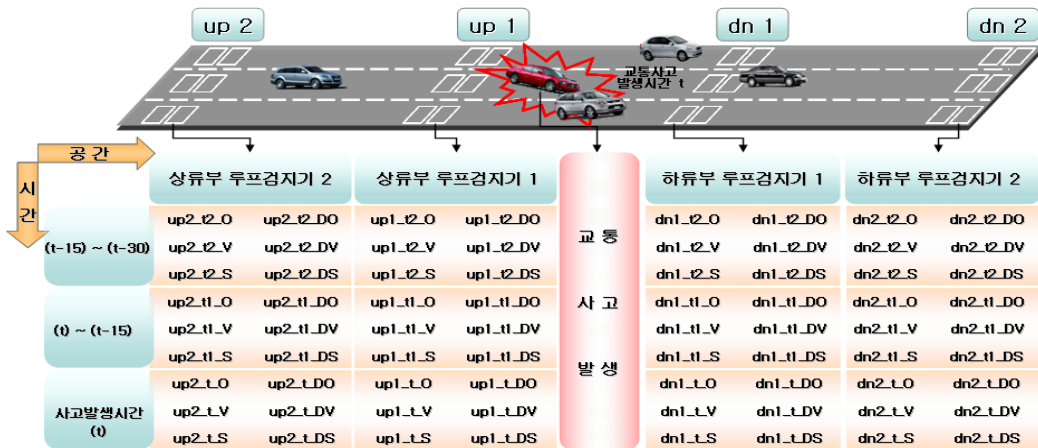 up 2 up 1 dn 1 dn 2
교통사고
발생시간 t
공 간
시
간
상류부 루프검지기 2 상류부 루프검지기 1 하류부 루프검지기 1 하류부 루프검지기 2
교 통
사 고
발 생
(t-15) ~ (t-30)
up2_t2_O up2_t2_DO up1_t2_O up1_t2_DO dn1_t2_O dn1_t2_DO dn2_t2_O dn2_t2_DO
up2_t2_V up2_t2_DV up1_t2_V up1_t2_DV dn1_t2_V dn1_t2_DV dn2_t2_V dn2_t2_DV
up2_t2_S up2_t2_DS up1_t2_S up1_t2_DS dn1_t2_S dn1_t2_DS dn2_t2_S dn2_t2_DS
(t) ~ (t-15)
up2_t1_O up2_t1_DO up1_t1_O up1_t1_DO dn1_t1_O dn1_t1_DO dn2_t1_O dn2_t1_DO
up2_t1_V up2_t1_DV up1_t1_V up1_t1_DV dn1_t1_V dn1_t1_DV dn2_t1_V dn2_t1_DV
up2_t1_S up2_t1_DS up1_t1_S up1_t1_DS dn1_t1_S dn1_t1_DS dn2_t1_S dn2_t1_DS
사고발생시간
(t)
up2_t_O up2_t_DO up1_t_O up1_t_DO dn1_t_O dn1_t_DO dn2_t_O dn2_t_DO
up2_t_V up2_t_DV up1_t_V up1_t_DV dn1_t_V dn1_t_DV dn2_t_V dn2_t_DV
up2_t_S up2_t_DS up1_t_S up1_t_DS dn1_t_S dn1_t_DS dn2_t_S dn2_t_DS